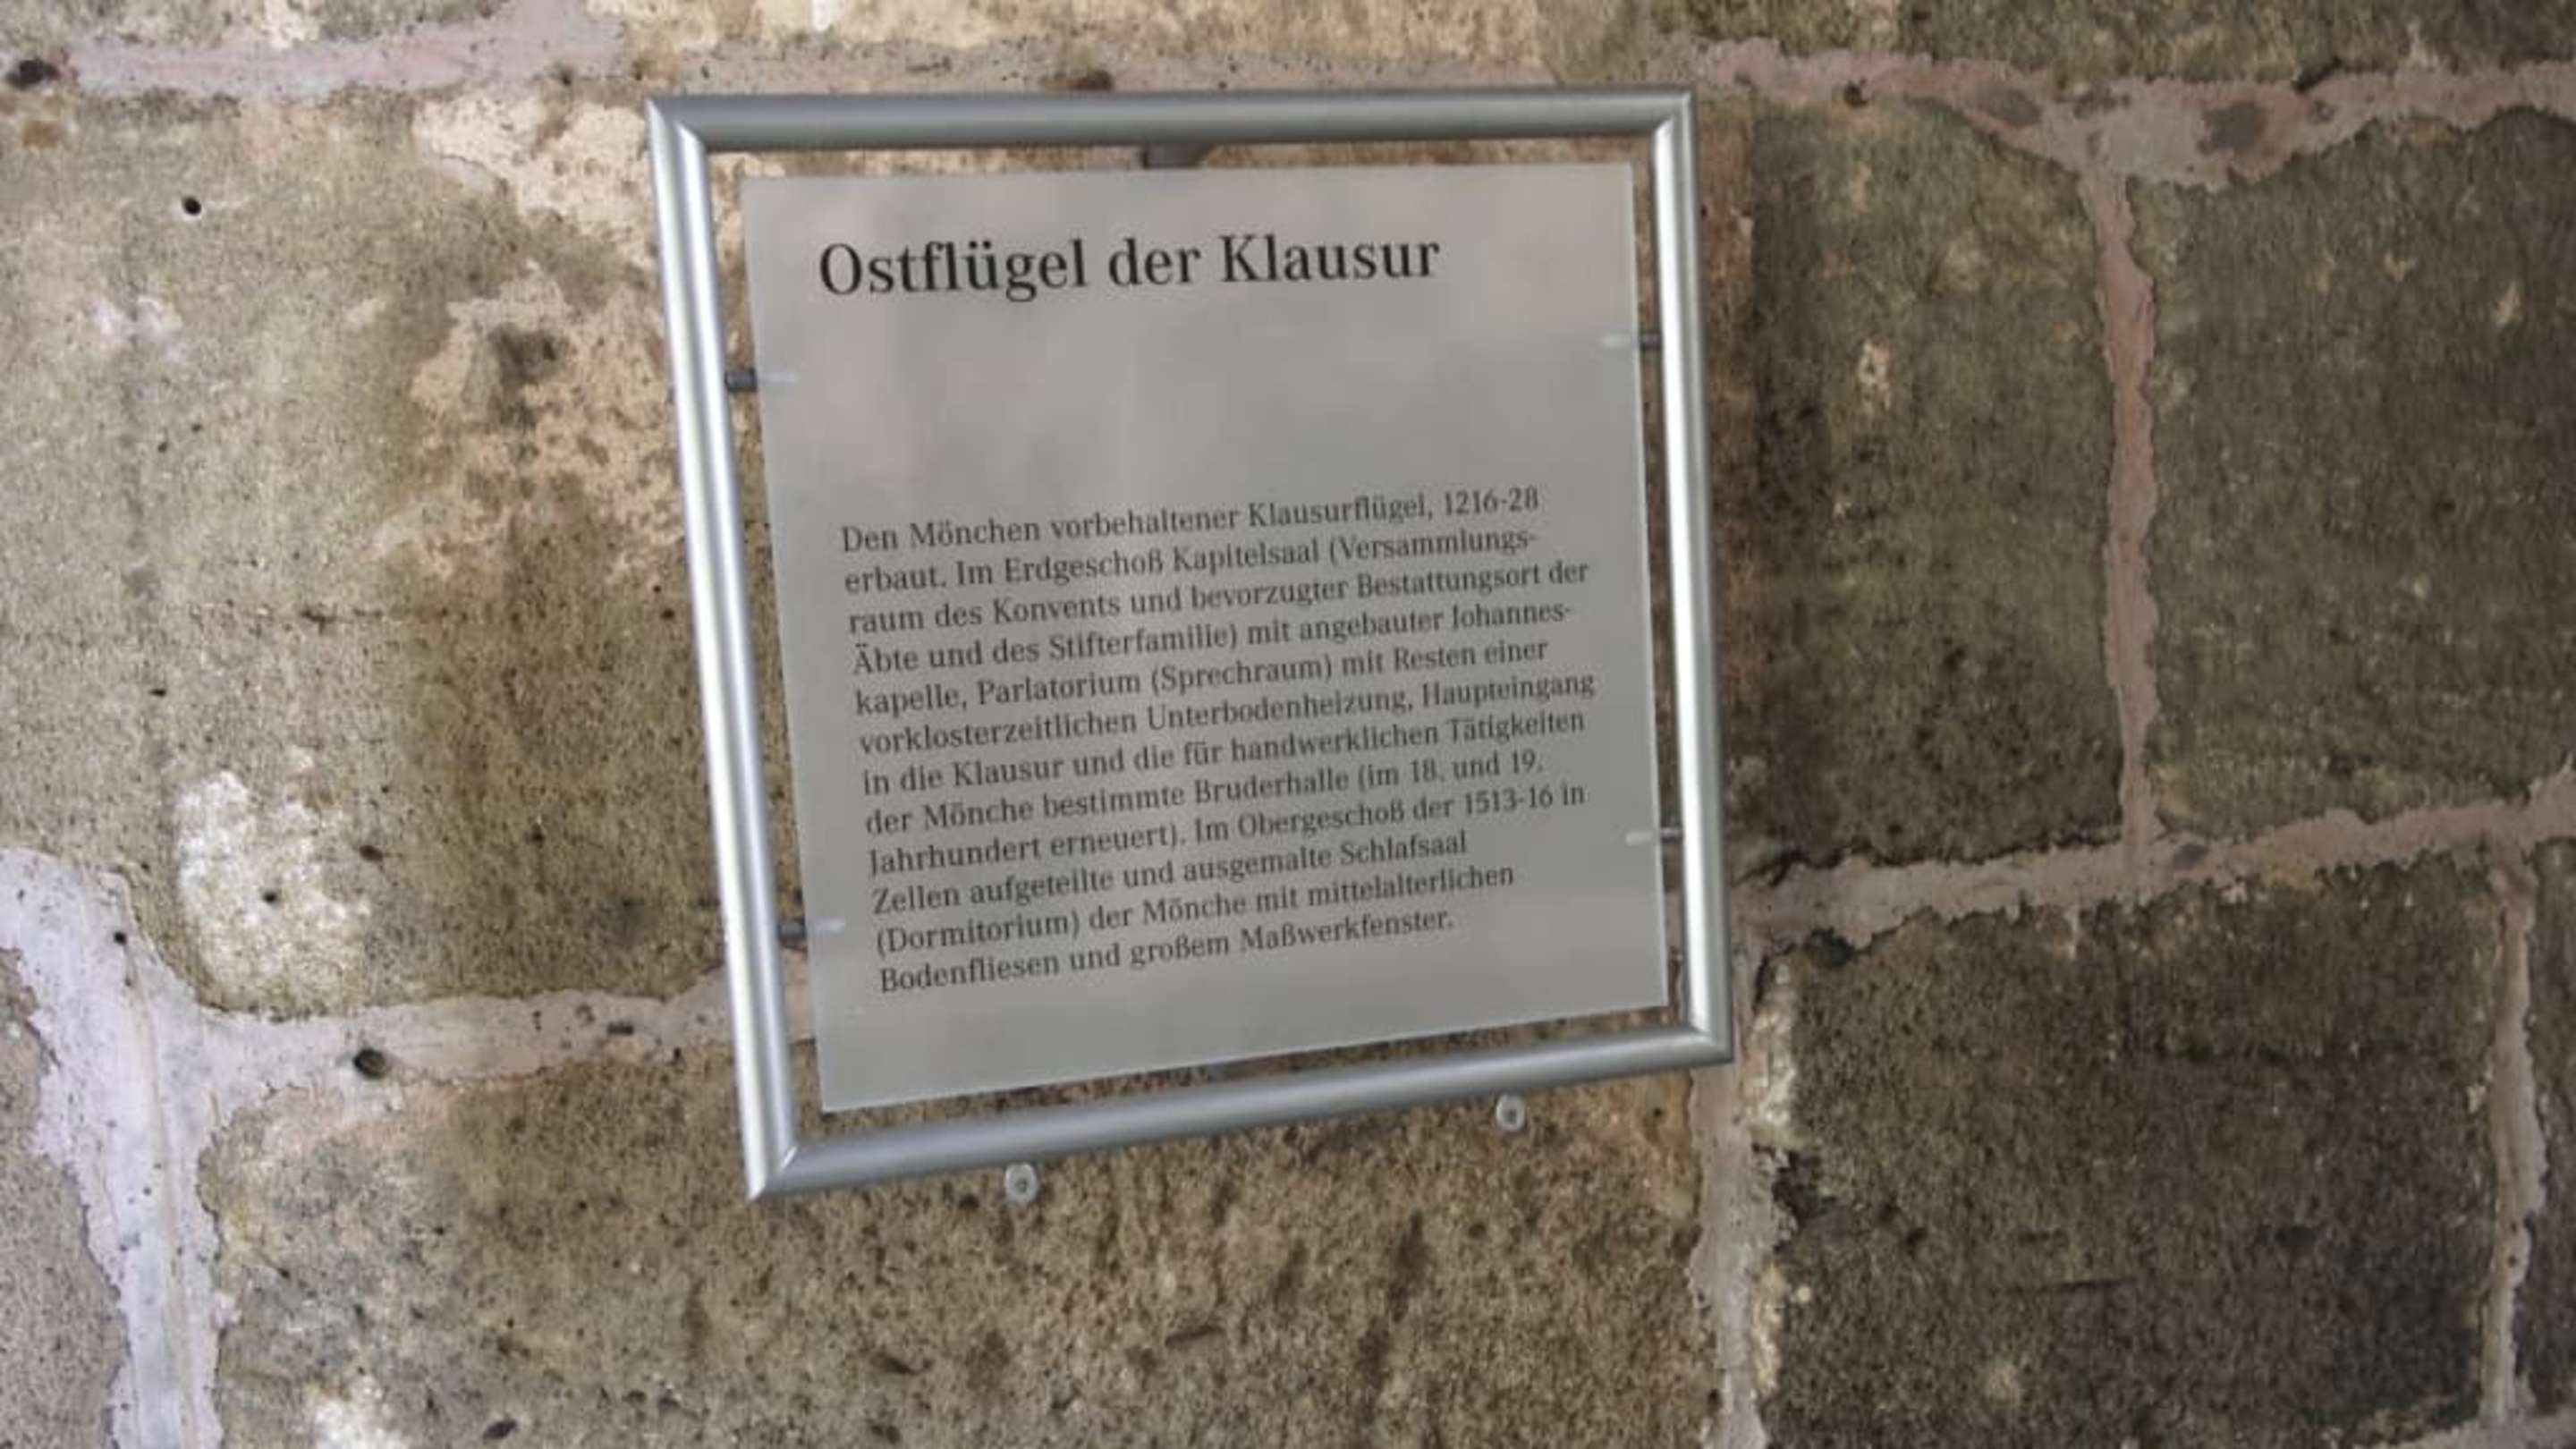 Ostflügel der Klausur
Den Mönchen vorbehaltener Klausurflügel, 1216-28
erbaut. Im Erdgeschoß Kapitelsaal (Versammlungs-
raum des Konvents und bevorzugter Bestattungsort der
Äbte und des Stifterfamilie) mit angebauter Johannes-
kapelle, Parlatorium (Sprechraum) mit Resten einer
vorklosterzeitlichen Unterbodenheizung, Haupteingang
in die Klausur und die für handwerklichen Tätigkeiten
der Mönche bestimmte Bruderhalle (im 18. und 19.
Jahrhundert erneuert). Im Obergeschoß der 1513-16 in
Zellen aufgeteilte und ausgemalte Schlafsaal
(Dormitorium) der Mönche mit mittelalterlichen
Bodenfliesen und großem Maßwerkfenster.